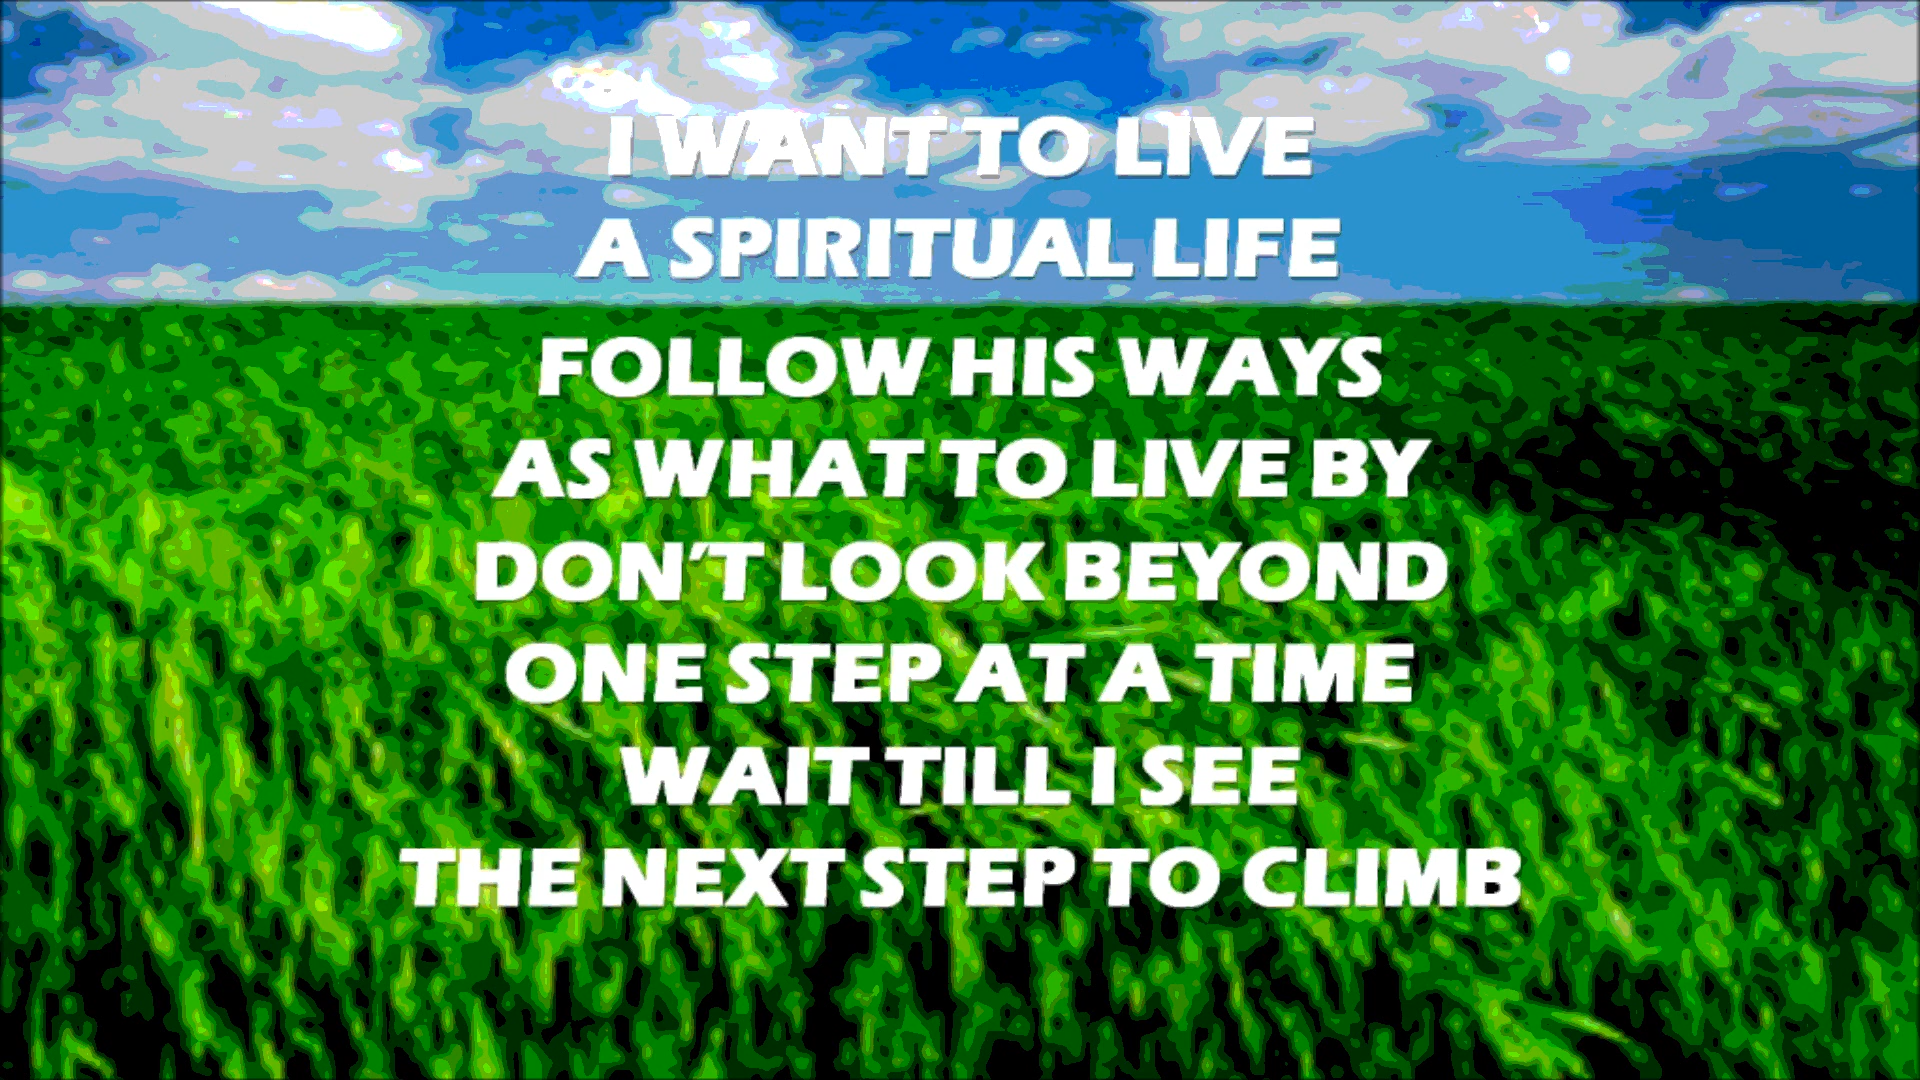 I WANT TO LIVE
A SPIRITUAL LIFE
FOLLOW HIS WAYS
AS WHAT TO LIVE BY
DON'T LOOK BEYOND
ONE STEP AT A TIME
WAIT TILL I SEE
THE NEXT STEP TO CLIMB